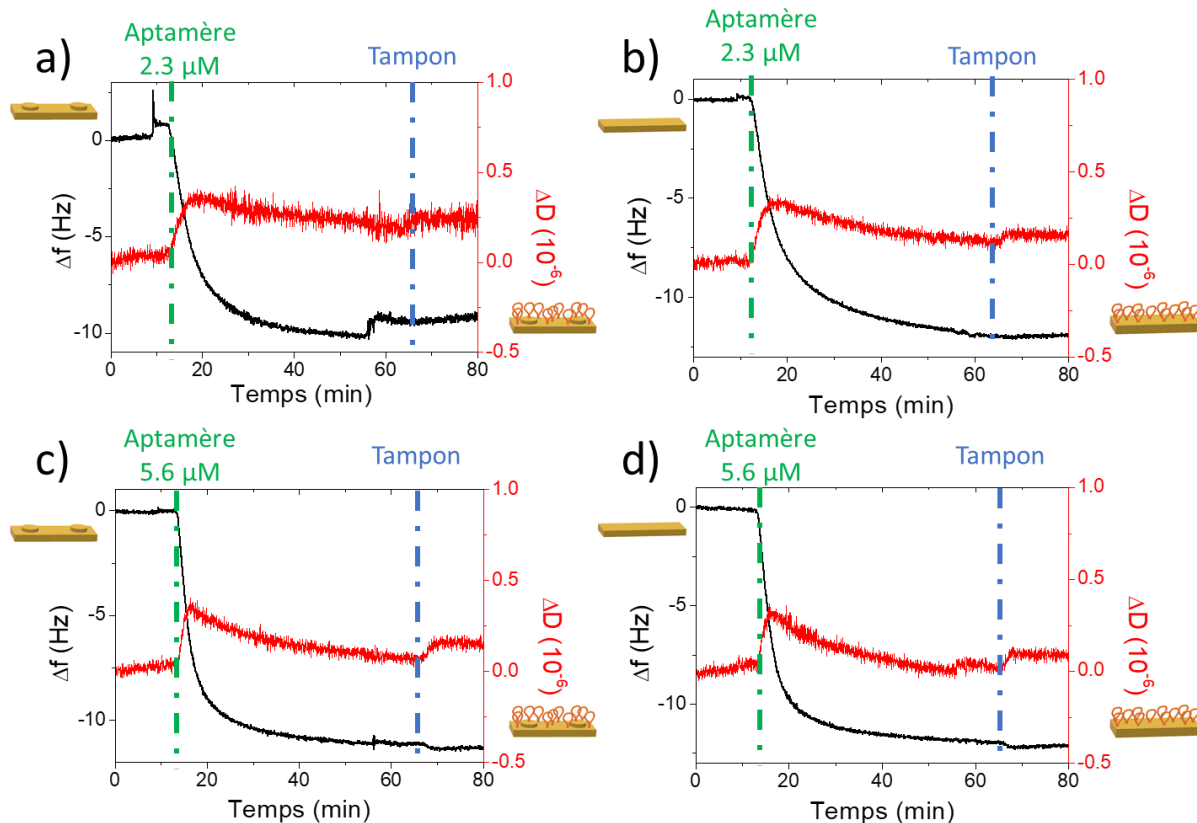 a)
Aptamère
2.3 µM
Tampon
0
-5
-10
Δf (Hz)
1.0
0.5
0.0
-0.5
ΔD (10-6)
0 20 40 60 80
Temps (min)
b)
Aptamère
2.3 µM
Tampon
0
-5
-10
Δf (Hz)
1.0
0.5
0.0
-0.5
ΔD (10-6)
0 20 40 60 80
Temps (min)
c)
Aptamère
5.6 µM
Tampon
0
-5
-10
Δf (Hz)
1.0
0.5
0.0
-0.5
ΔD (10-6)
0 20 40 60 80
Temps (min)
d)
Aptamère
5.6 µM
Tampon
0
-5
-10
Δf (Hz)
1.0
0.5
0.0
-0.5
ΔD (10-6)
0 20 40 60 80
Temps (min)